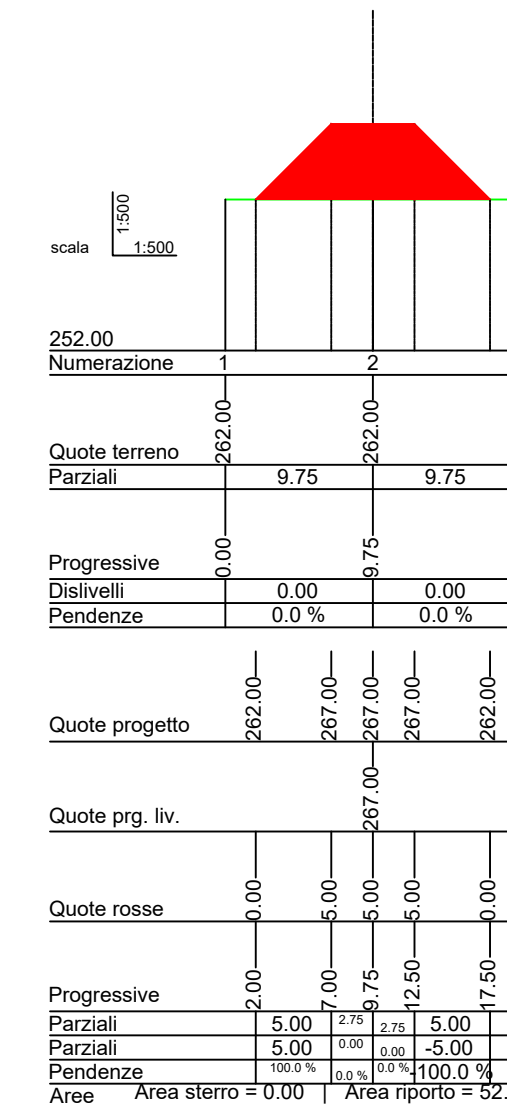 1:500
scala 1:500
252.00
Numerazione 1 2
262.00 262.00
Quote terreno
Parziali 9.75 9.75
0.00 9.75
Progressive
Dislivelli 0.00 0.00
Pendenze 0.0 % 0.0 %
262.00 267.00 267.00 267.00 262.00
Quote progetto
267.00
Quote prg. liv.
0.00 5.00 5.00 5.00 0.00
Quote rosse
2.00 7.00 9.75 12.50 17.50
Progressive
Parziali 5.00 2.75 2.75 5.00
Parziali 5.00 0.00 0.00 -5.00
Pendenze 100.0 % 0.0 % 0.0 % -100.0 %
Aree Area sterro = 0.00 | Area riporto = 52.